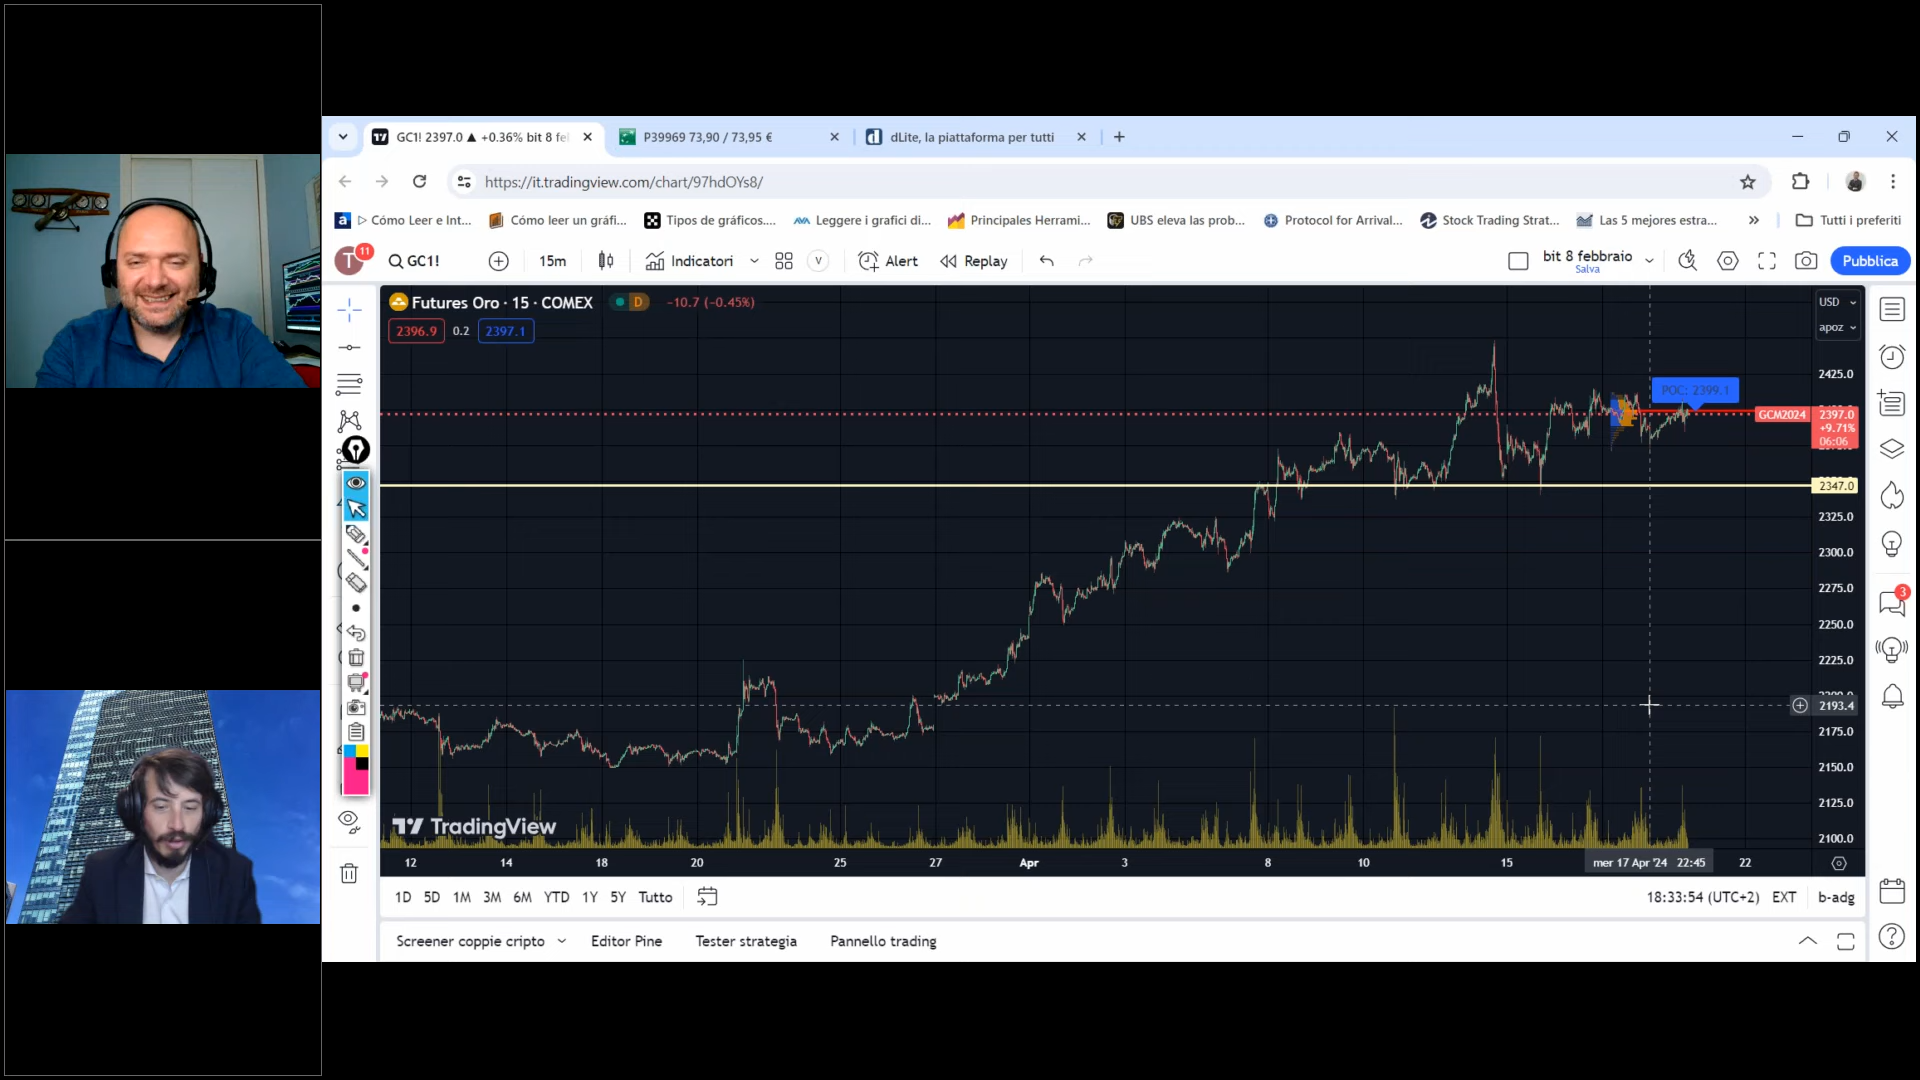 GC1! 2397.0 ▲ +0.36% bit 8 fe
P39969 73,90 / 73,95 €
dLite, la piattaforma per tutti
https://it.tradingview.com/chart/97hdOYs8/
▷ Cómo Leer e Int...
Cómo leer un gráfi...
Tipos de gráficos....
Leggere i grafici di...
Principales Herrami...
UBS eleva las prob...
Protocol for Arrival...
Stock Trading Strat...
Las 5 mejores estra...
»
Tutti i preferiti
T
11
GC1!
15m
Indicatori
V
Alert
Replay
bit 8 febbraio
Salva
Pubblica
Futures Oro · 15 · COMEX
D
−10.7 (−0.45%)
2396.9
0.2
2397.1
USD
apoz
2425.0
POC: 2399.1
GCM2024
2397.0
+9.71%
06:06
2347.0
2325.0
2300.0
2275.0
2250.0
2225.0
2193.4
2175.0
2150.0
2125.0
2100.0
3
TradingView
12
14
18
20
25
27
Apr
3
8
10
15
mer 17 Apr '24 22:45
22
1D
5D
1M
3M
6M
YTD
1Y
5Y
Tutto
18:33:54 (UTC+2)
EXT
b-adg
Screener coppie cripto
Editor Pine
Tester strategia
Pannello trading